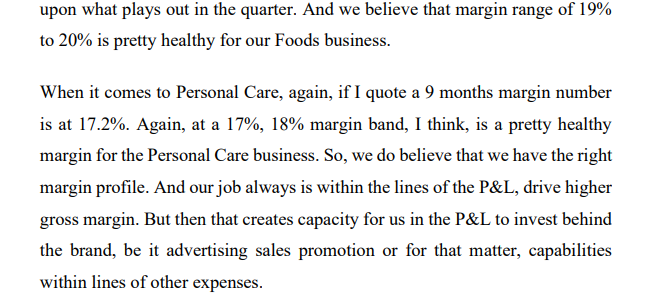 upon what plays out in the quarter. And we believe that margin range of 19%
to 20% is pretty healthy for our Foods business.
When it comes to Personal Care, again, if I quote a 9 months margin number
is at 17.2%. Again, at a 17%, 18% margin band, I think, is a pretty healthy
margin for the Personal Care business. So, we do believe that we have the right
margin profile. And our job always is within the lines of the P&L, drive higher
gross margin. But then that creates capacity for us in the P&L to invest behind
the brand, be it advertising sales promotion or for that matter, capabilities
within lines of other expenses.